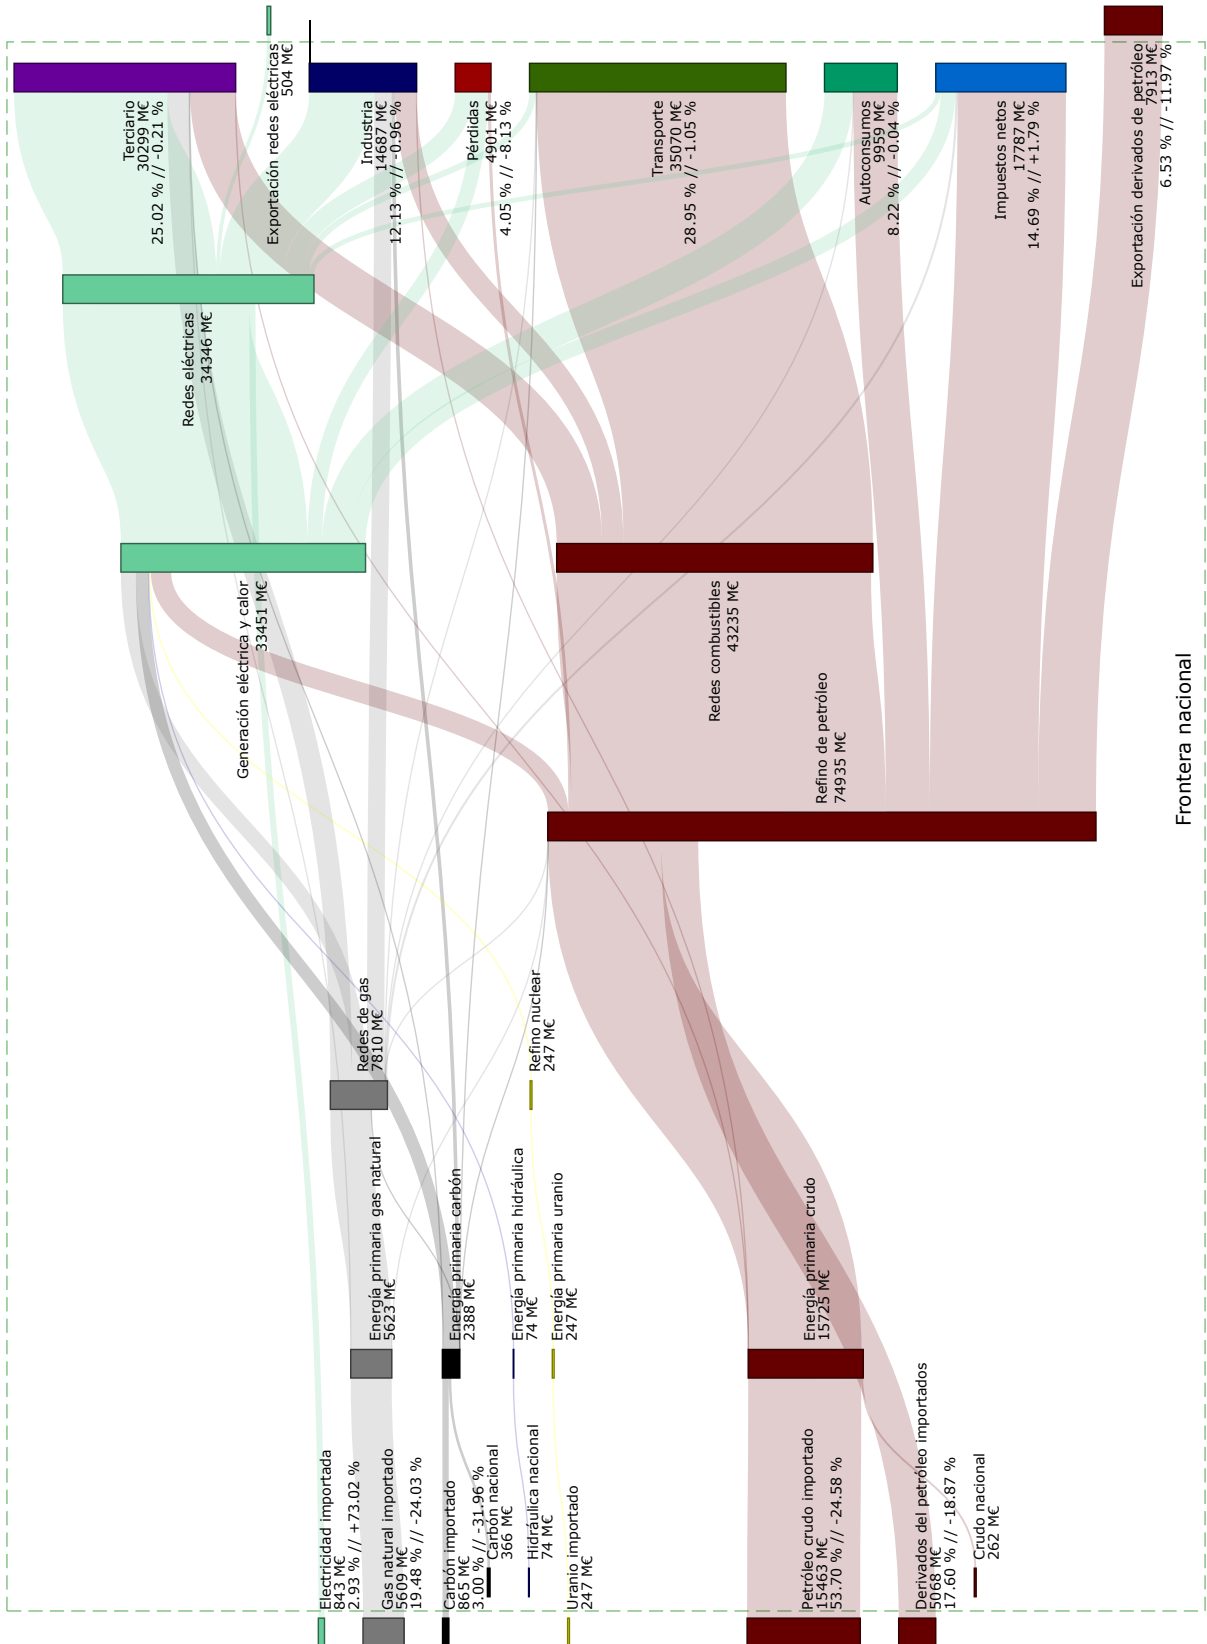 Electricidad importada
843 M€
2.93 % // +73.02 %
Gas natural importado
5609 M€
19.48 % // -24.03 %
Carbón importado
865 M€
3.00 % // -31.96 %
Carbón nacional
366 M€
Hidráulica nacional
74 M€
Uranio importado
247 M€
Petróleo crudo importado
15463 M€
53.70 % // -24.58 %
Derivados del petróleo importados
5068 M€
17.60 % // -18.87 %
Crudo nacional
262 M€
Energía primaria gas natural
5623 M€
Energía primaria carbón
2388 M€
Energía primaria hidráulica
74 M€
Energía primaria uranio
247 M€
Energía primaria crudo
15725 M€
Redes de gas
7810 M€
Refino nuclear
247 M€
Refino de petróleo
74935 M€
Generación eléctrica y calor
33451 M€
Redes combustibles
43235 M€
Redes eléctricas
34346 M€
Terciario
30299 M€
25.02 % // -0.21 %
Exportación redes eléctricas
504 M€
Industria
14687 M€
12.13 % // -0.96 %
Pérdidas
4901 M€
4.05 % // -8.13 %
Transporte
35070 M€
28.95 % // -1.05 %
Autoconsumos
9959 M€
8.22 % // -0.04 %
Impuestos netos
17787 M€
14.69 % // +1.79 %
Exportación derivados de petróleo
7913 M€
6.53 % // -11.97 %
Frontera nacional